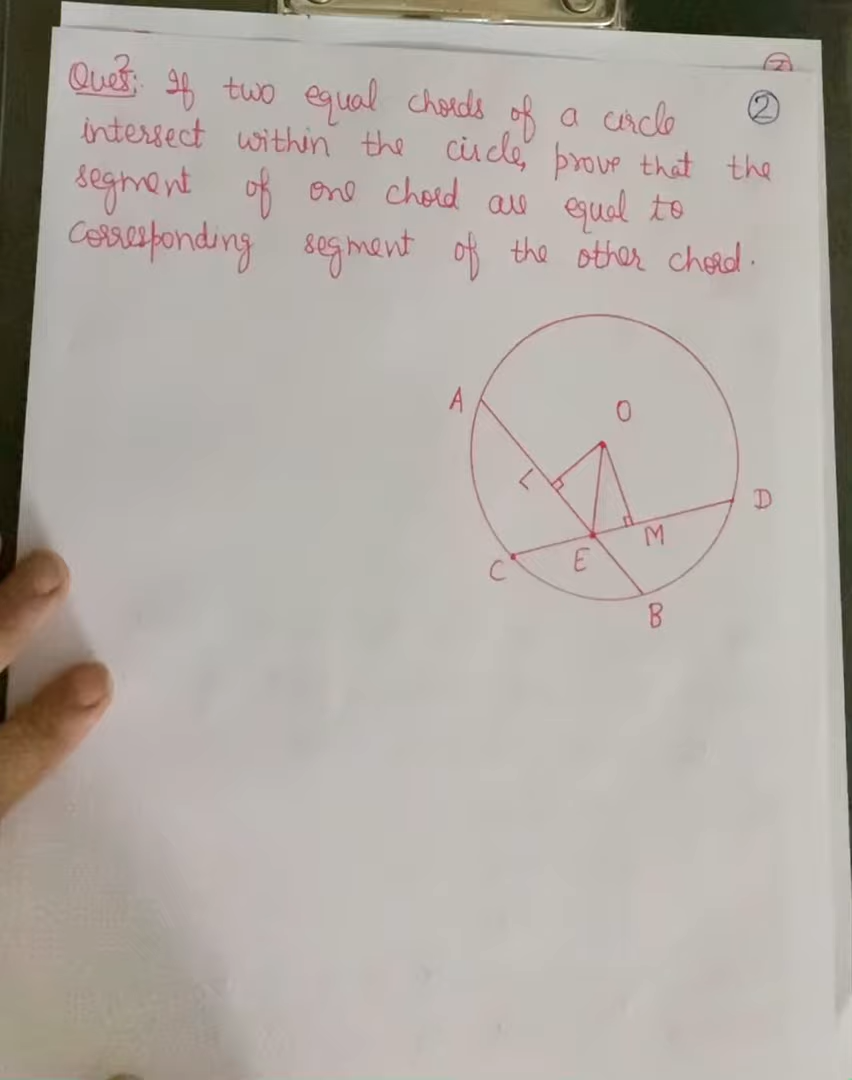 Ques: 2 If two equal chords of a circle
②
intersect within the circle, prove that the
segment of one chord are equal to
corresponding segment of the other chord.
A
O
L
D
M
E
C
B